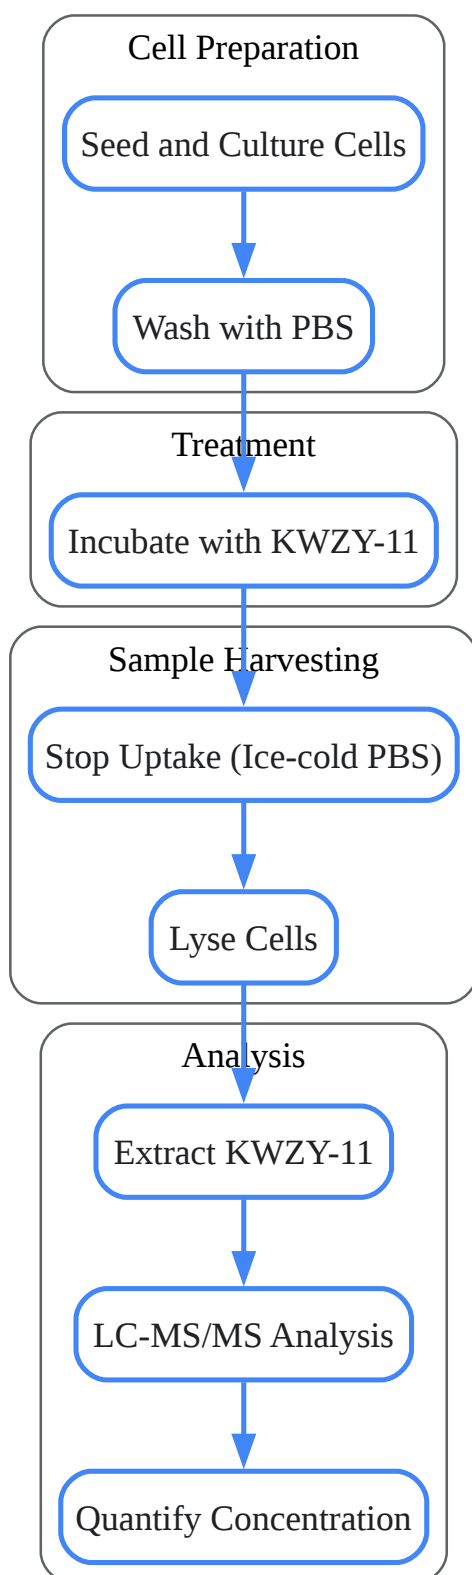 Cell Preparation
Seed and Culture Cells
Wash with PBS
Treatment
Incubate with KWZY-11
Sample Harvesting
Stop Uptake (Ice-cold PBS)
Lyse Cells
Analysis
Extract KWZY-11
LC-MS/MS Analysis
Quantify Concentration